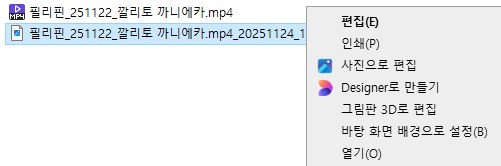 MP4
필리핀_251122_깔리토 까니에카.mp4
필리핀_251122_깔리토 까니에카.mp4_20251124_1
편집(E)
인쇄(P)
사진으로 편집
Designer로 만들기
그림판 3D로 편집
바탕 화면 배경으로 설정(B)
열기(O)